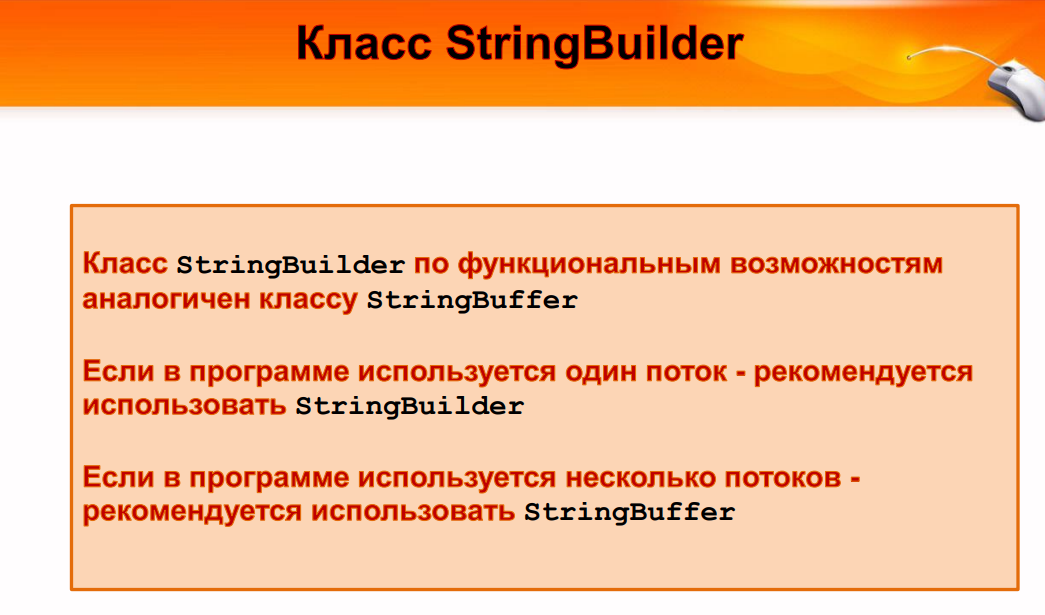 Класс StringBuilder
Класс StringBuilder по функциональным возможностям
аналогичен классу StringBuffer
Если в программе используется один поток - рекомендуется
использовать StringBuilder
Если в программе используется несколько потоков -
рекомендуется использовать StringBuffer